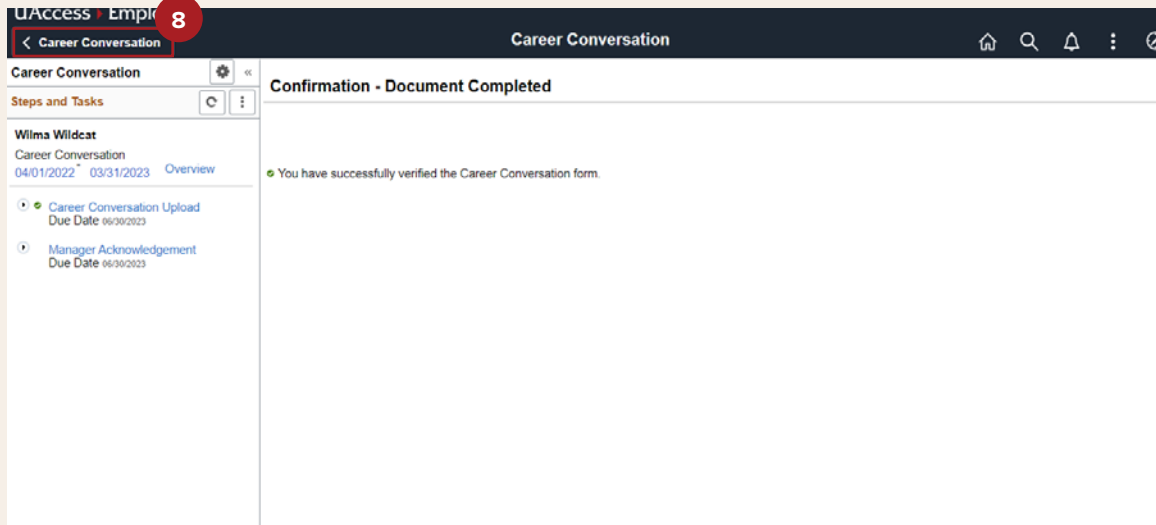 UAccess
8
Career Conversation
Career Conversation
Career Conversation
Confirmation - Document Completed
Steps and Tasks
Wilma Wildcat
Career Conversation
04/01/2022 - 03/31/2023 Overview
You have successfully verified the Career Conversation form.
Career Conversation Upload
Due Date 06/30/2023
Manager Acknowledgement
Due Date 06/30/2023